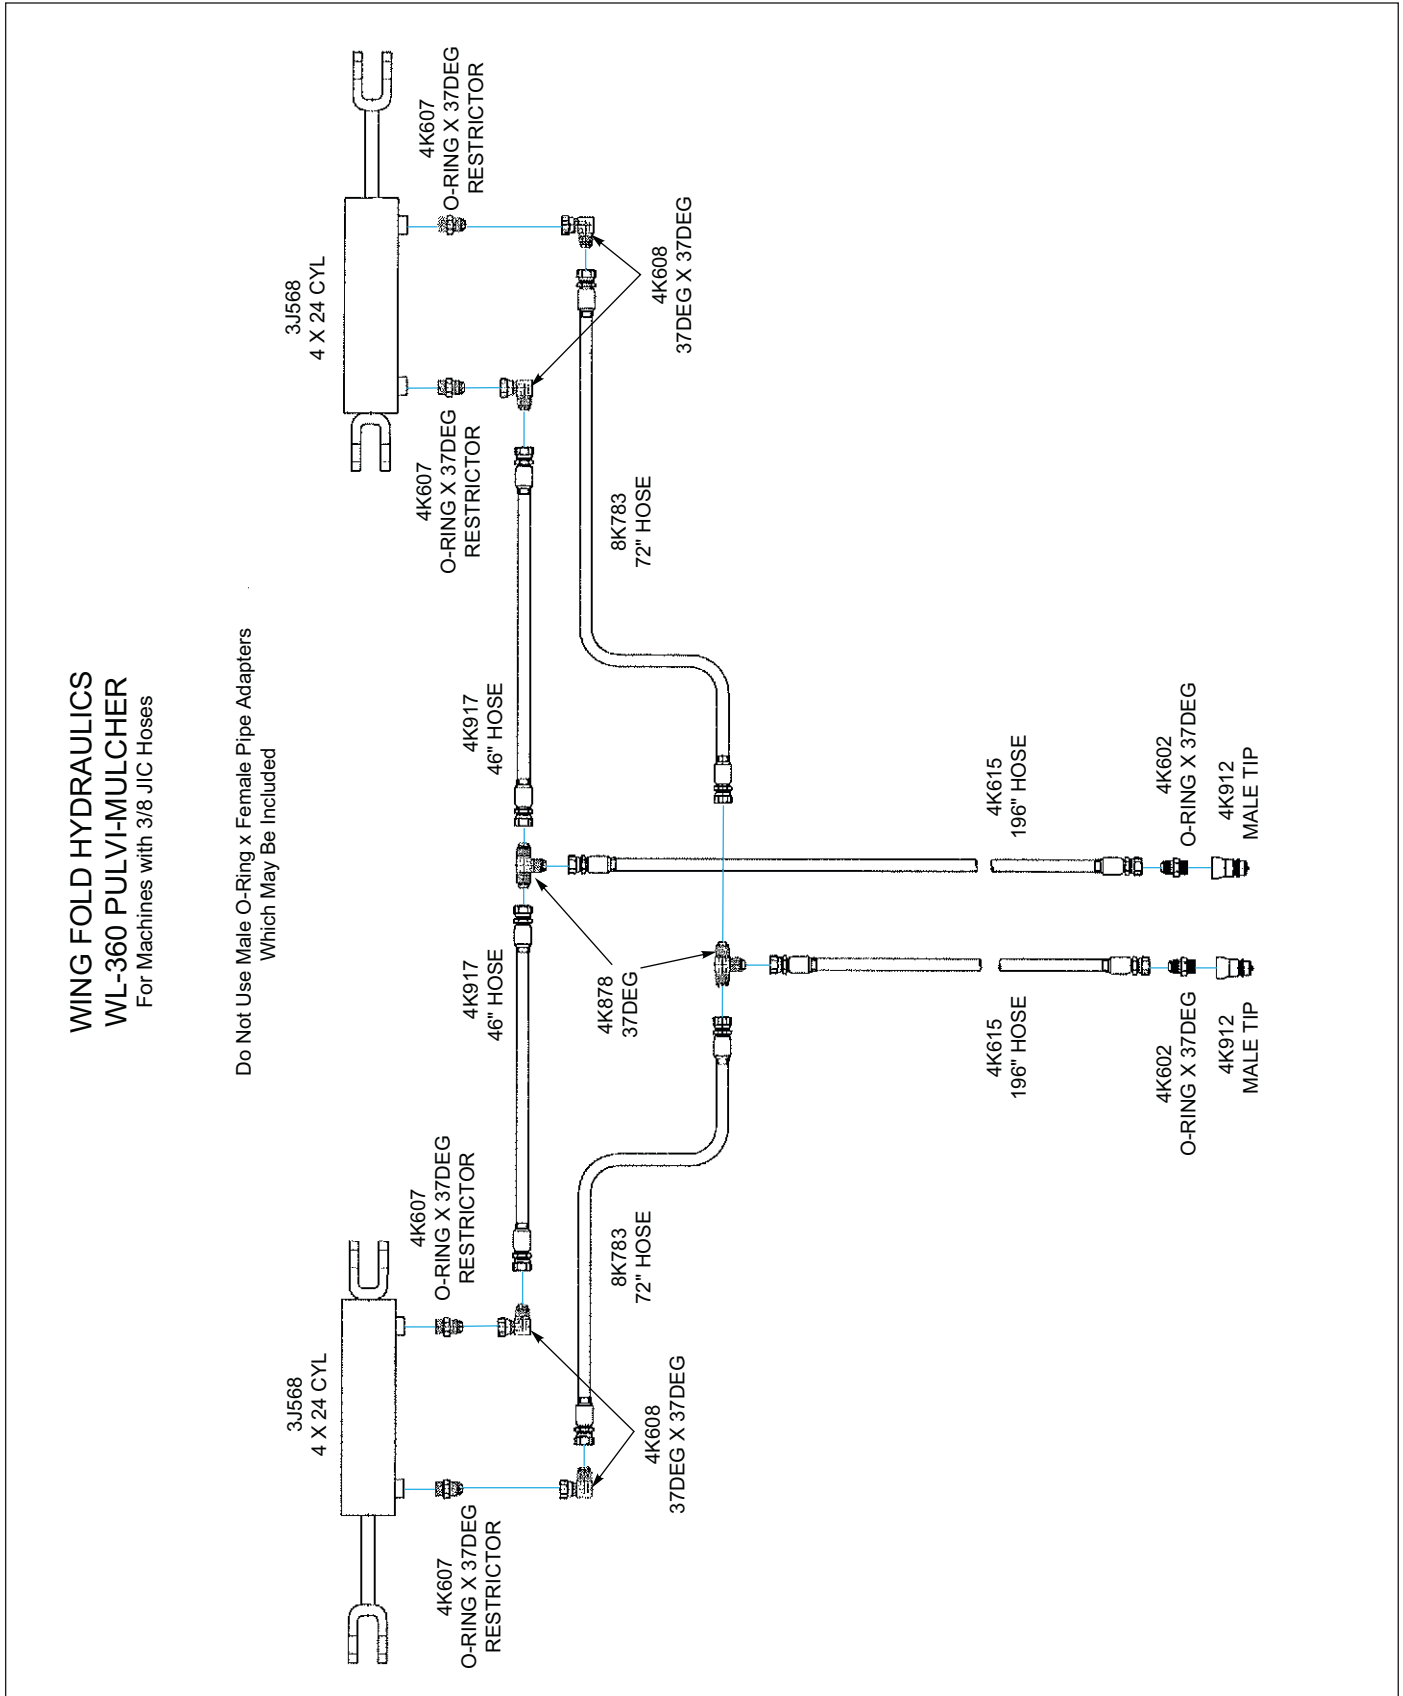 WING FOLD HYDRAULICS
WL-360 PULVI-MULCHER
For Machines with 3/8 JIC Hoses
Do Not Use Male O-Ring x Female Pipe Adapters
Which May Be Included
3J568
4 X 24 CYL
3J568
4 X 24 CYL
4K607
O-RING X 37DEG
RESTRICTOR
4K607
O-RING X 37DEG
RESTRICTOR
4K607
O-RING X 37DEG
RESTRICTOR
4K607
O-RING X 37DEG
RESTRICTOR
4K917
46" HOSE
4K917
46" HOSE
4K608
37DEG X 37DEG
8K783
72" HOSE
4K878
37DEG
8K783
72" HOSE
4K608
37DEG X 37DEG
4K615
196" HOSE
4K615
196" HOSE
4K602
O-RING X 37DEG
4K602
O-RING X 37DEG
4K912
MALE TIP
4K912
MALE TIP